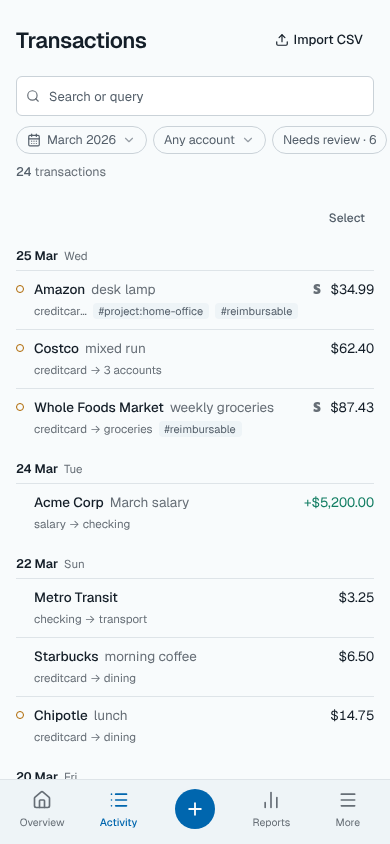 Transactions
Import CSV
Search or query
March 2026
Any account
Needs review · 6
24 transactions
Select
25 Mar Wed
Amazon desk lamp S $34.99
creditcar… #project:home-office #reimbursable
Costco mixed run $62.40
creditcard → 3 accounts
Whole Foods Market weekly groceries S $87.43
creditcard → groceries #reimbursable
24 Mar Tue
Acme Corp March salary +$5,200.00
salary → checking
22 Mar Sun
Metro Transit $3.25
checking → transport
Starbucks morning coffee $6.50
creditcard → dining
Chipotle lunch $14.75
creditcard → dining
20 Mar Fri
Overview Activity Reports More